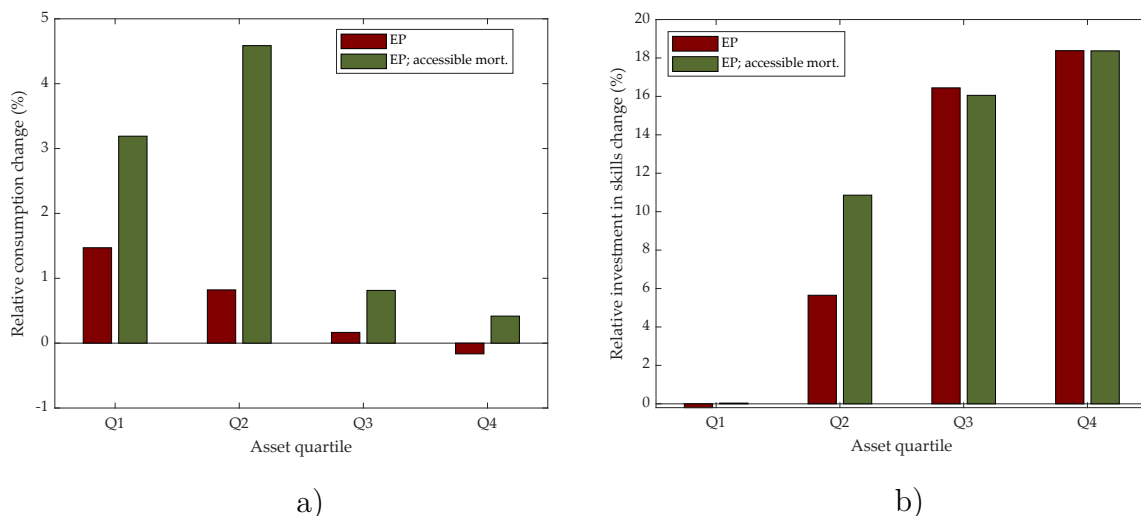 5
4
3
2
1
0
-1
Relative consumption change (%)
EP
EP; accessible mort.
Q1
Q2
Q3
Q4
Asset quartile
a)
20
18
16
14
12
10
8
6
4
2
0
Relative investment in skills change (%)
EP
EP; accessible mort.
Q1
Q2
Q3
Q4
Asset quartile
b)